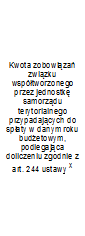 Kwota zobowiązań
związku
współtworzonego
przez jednostkę
samorządu
terytorialnego
przypadających do
spłaty w danym roku
budżetowym,
podlegająca
doliczeniu zgodnie z
art. 244 ustawy x